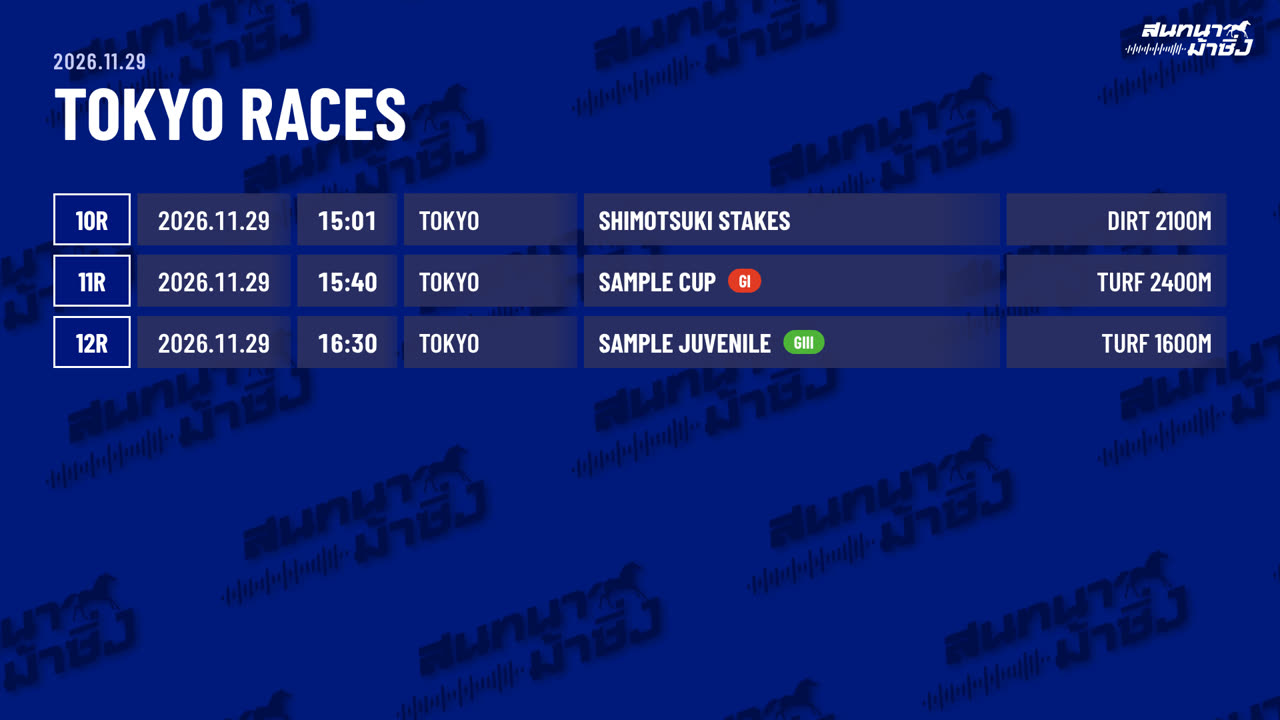 สนทนา
ม้าซิ่ง
2026.11.29
TOKYO RACES
10R 2026.11.29 15:01 TOKYO SHIMOTSUKI STAKES DIRT 2100M
11R 2026.11.29 15:40 TOKYO SAMPLE CUP GI TURF 2400M
12R 2026.11.29 16:30 TOKYO SAMPLE JUVENILE GIII TURF 1600M